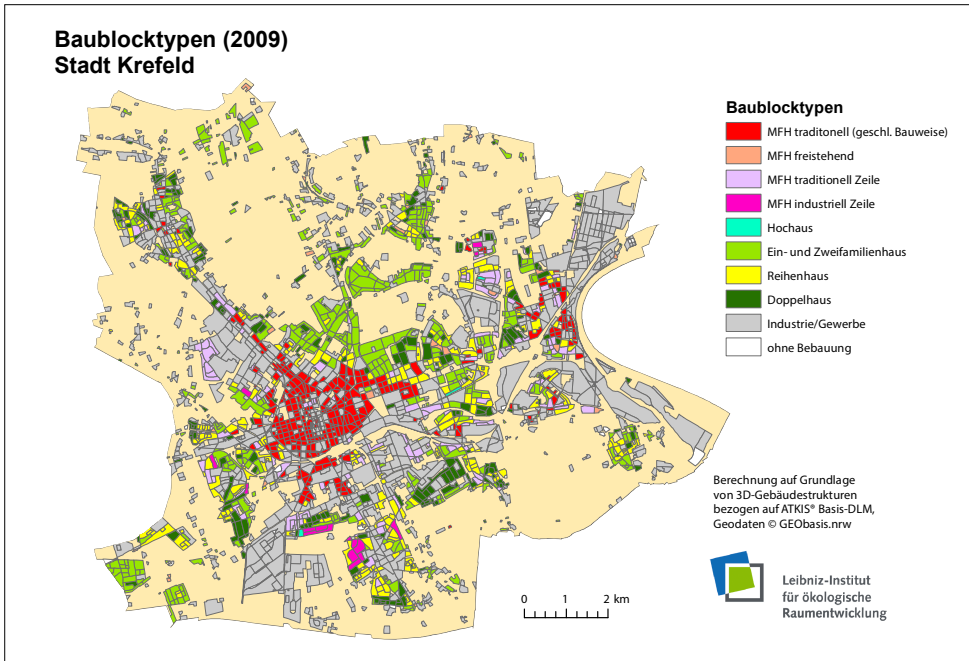 Baublocktypen (2009)
Stadt Krefeld
Baublocktypen
MFH traditonell (geschl. Bauweise)
MFH freistehend
MFH traditionell Zeile
MFH industriell Zeile
Hochaus
Ein- und Zweifamilienhaus
Reihenhaus
Doppelhaus
Industrie/Gewerbe
ohne Bebauung
Berechnung auf Grundlage
von 3D-Gebäudestrukturen
bezogen auf ATKIS® Basis-DLM,
Geodaten © GEObasis.nrw
Leibniz-Institut
für ökologische
Raumentwicklung
0 1 2 km